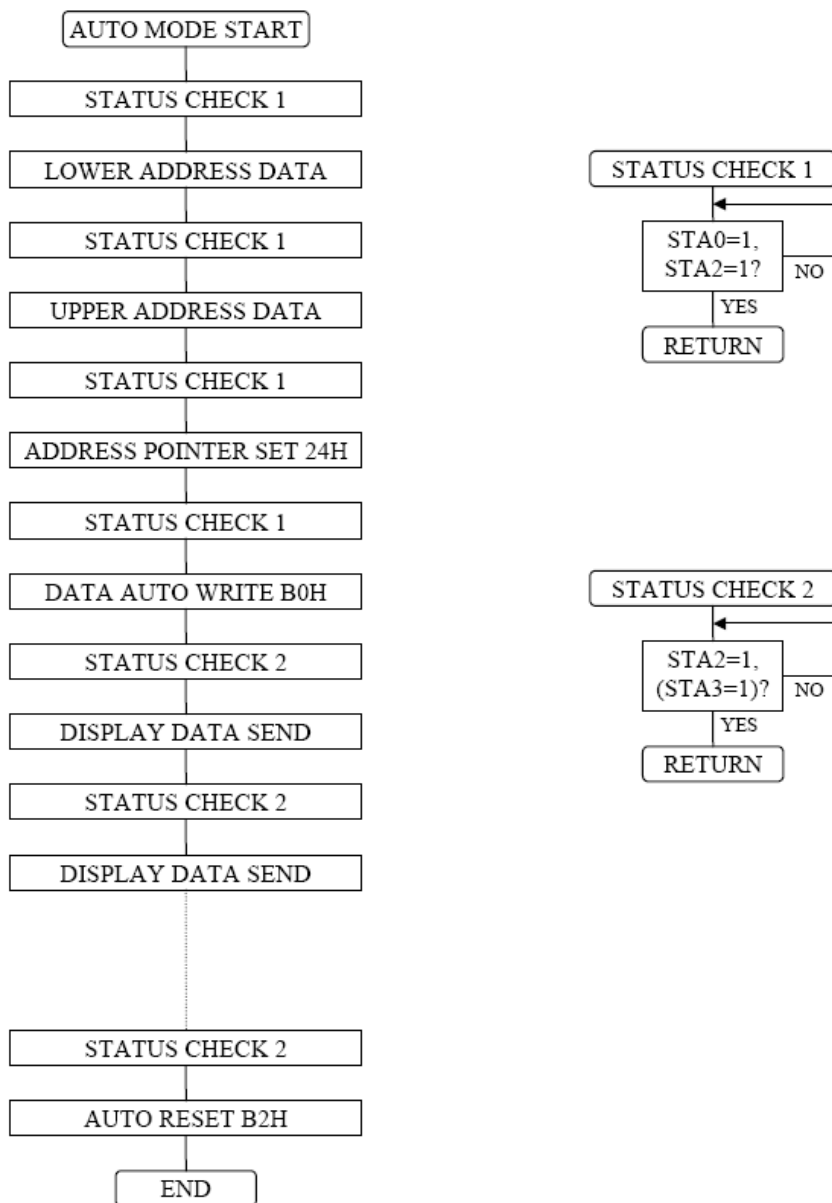 AUTO MODE START
STATUS CHECK 1
LOWER ADDRESS DATA
STATUS CHECK 1
UPPER ADDRESS DATA
STATUS CHECK 1
ADDRESS POINTER SET 24H
STATUS CHECK 1
DATA AUTO WRITE B0H
STATUS CHECK 2
DISPLAY DATA SEND
STATUS CHECK 2
DISPLAY DATA SEND
STATUS CHECK 2
AUTO RESET B2H
END
STATUS CHECK 1
STA0=1,
STA2=1?
NO
YES
RETURN
STATUS CHECK 2
STA2=1,
(STA3=1)?
NO
YES
RETURN